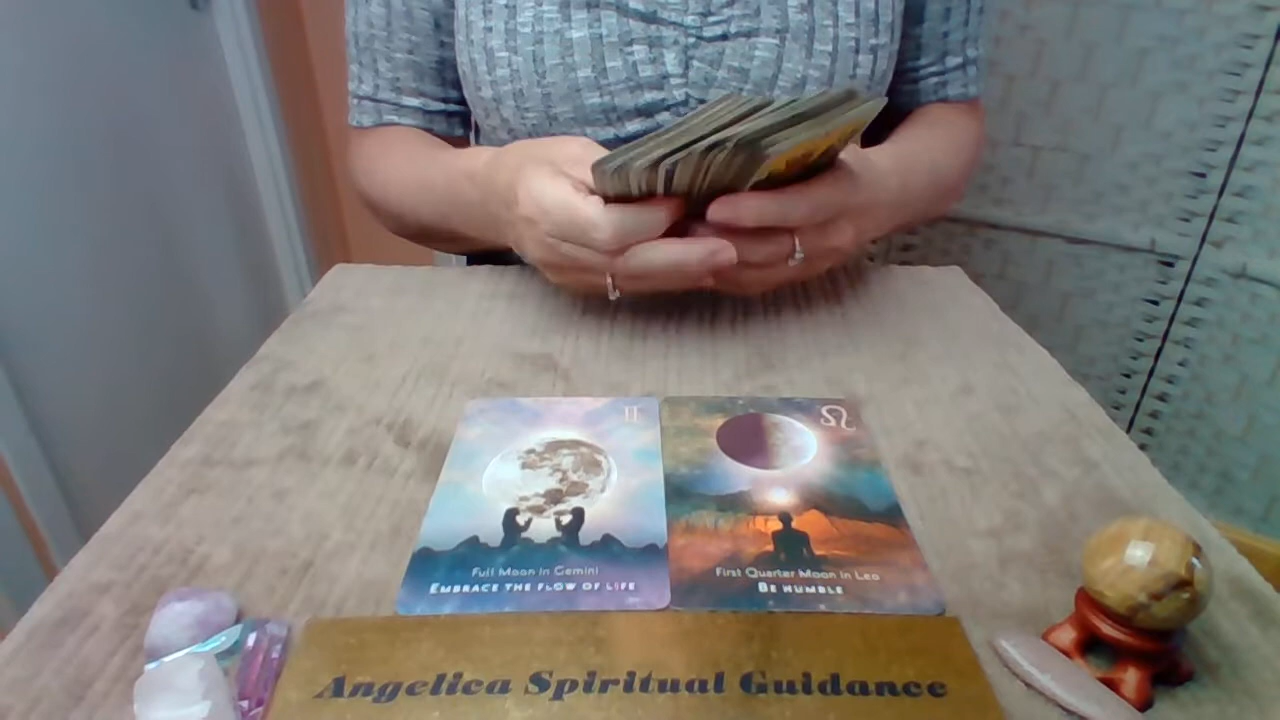 Full Moon in Gemini
EMBRACE THE FLOW OF LIFE
First Quarter Moon in Leo
BE HUMBLE
Angelica Spiritual Guidance